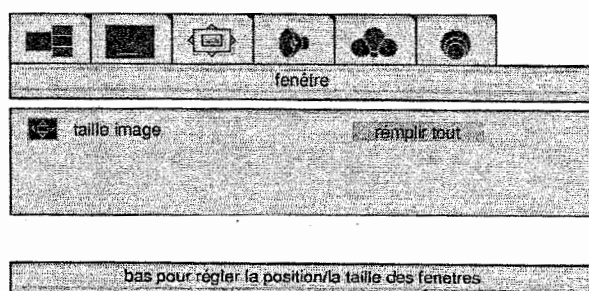 fenêtre
taille image remplir tout
bas pour régler la position/la taille des fenetres